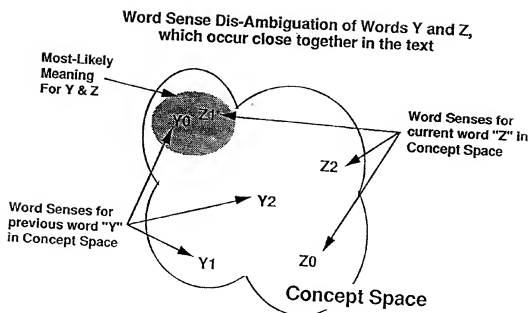 Word Sense Dis-Ambiguation of Words Y and Z,
which occur close together in the text
Most-Likely
Meaning
For Y & Z
Y0 Z1
Word Senses for
current word "Z" in
Concept Space
Z2
Y2
Word Senses for
previous word "Y"
in Concept Space
Y1
Z0
Concept Space